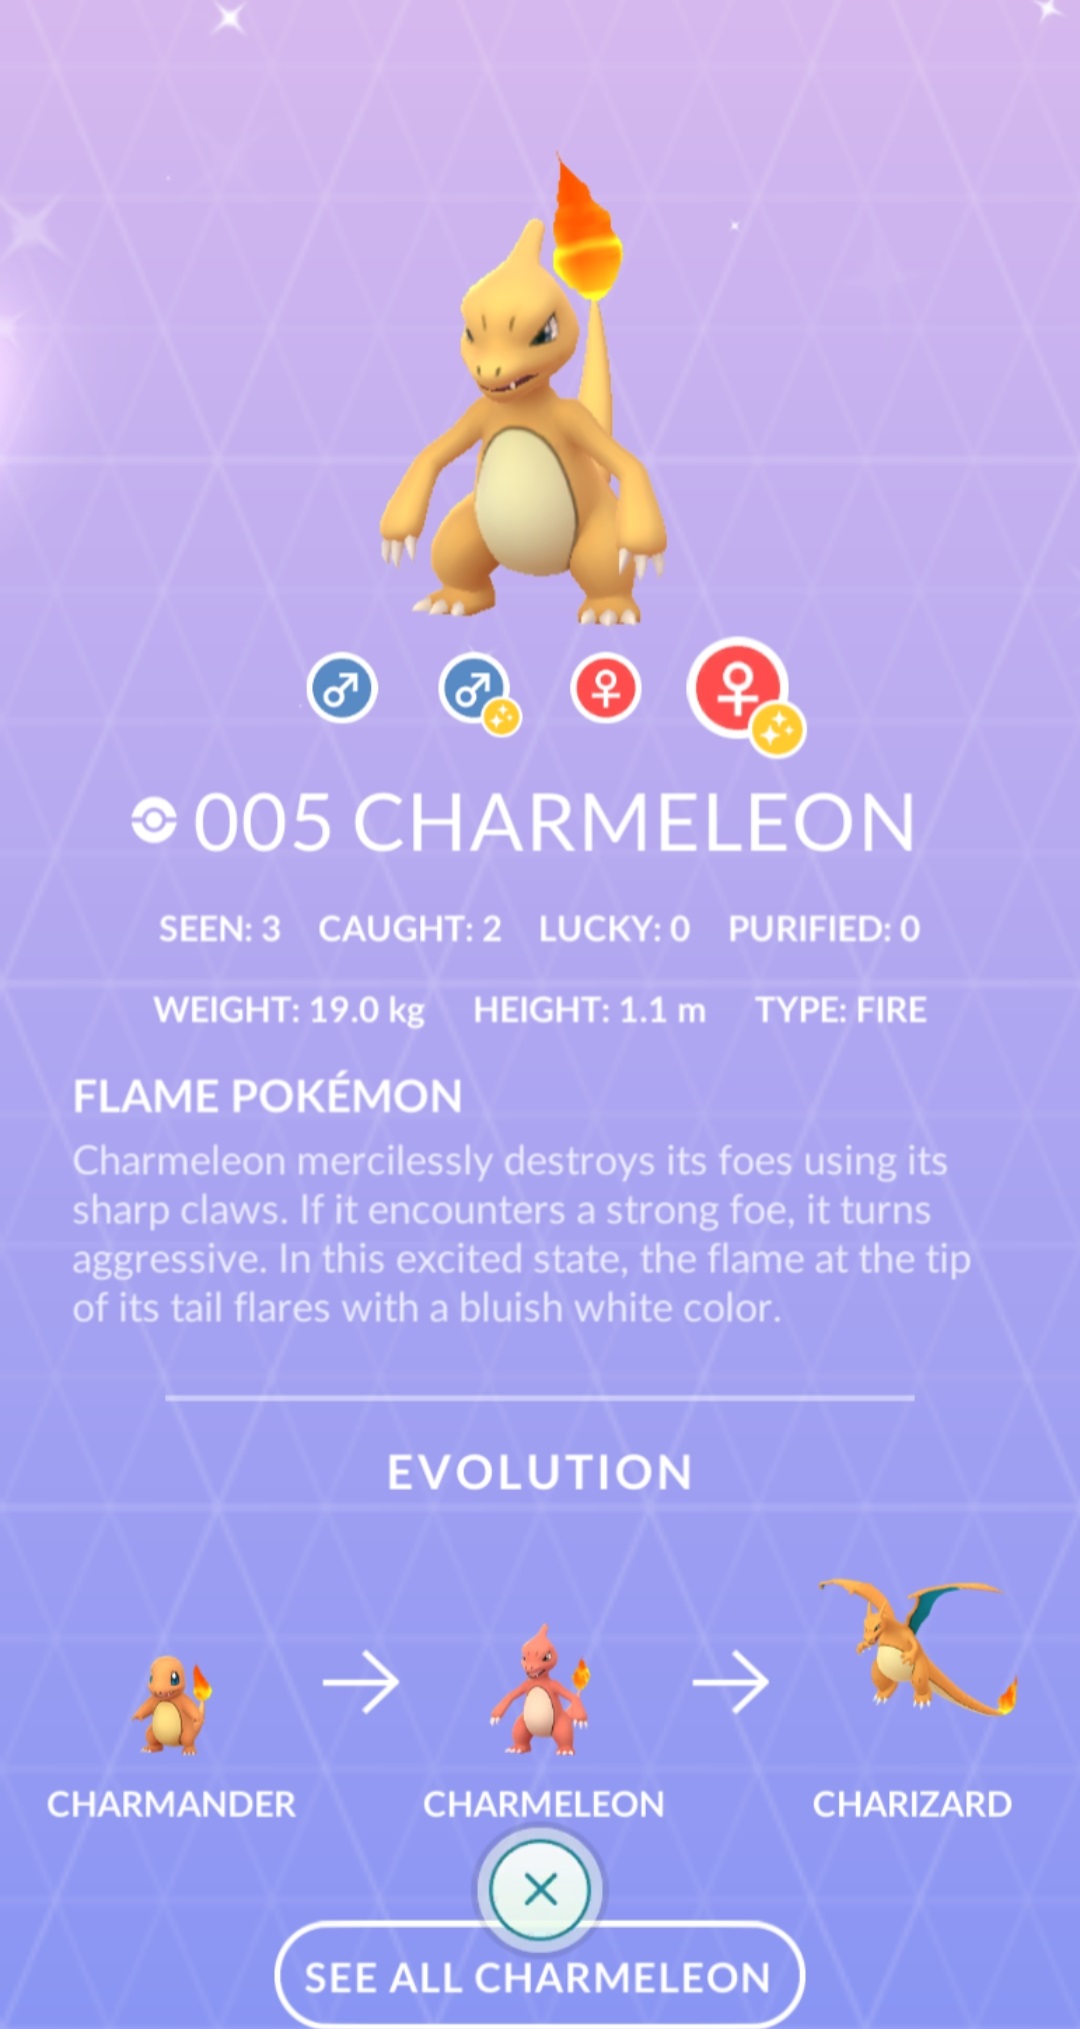 005 CHARMELEON
SEEN: 3 CAUGHT: 2 LUCKY: 0 PURIFIED: 0
WEIGHT: 19.0 kg HEIGHT: 1.1 m TYPE: FIRE
FLAME POKÉMON
Charmeleon mercilessly destroys its foes using its
sharp claws. If it encounters a strong foe, it turns
aggressive. In this excited state, the flame at the tip
of its tail flares with a bluish white color.
EVOLUTION
CHARMANDER CHARMELEON CHARIZARD
SEE ALL CHARMELEON